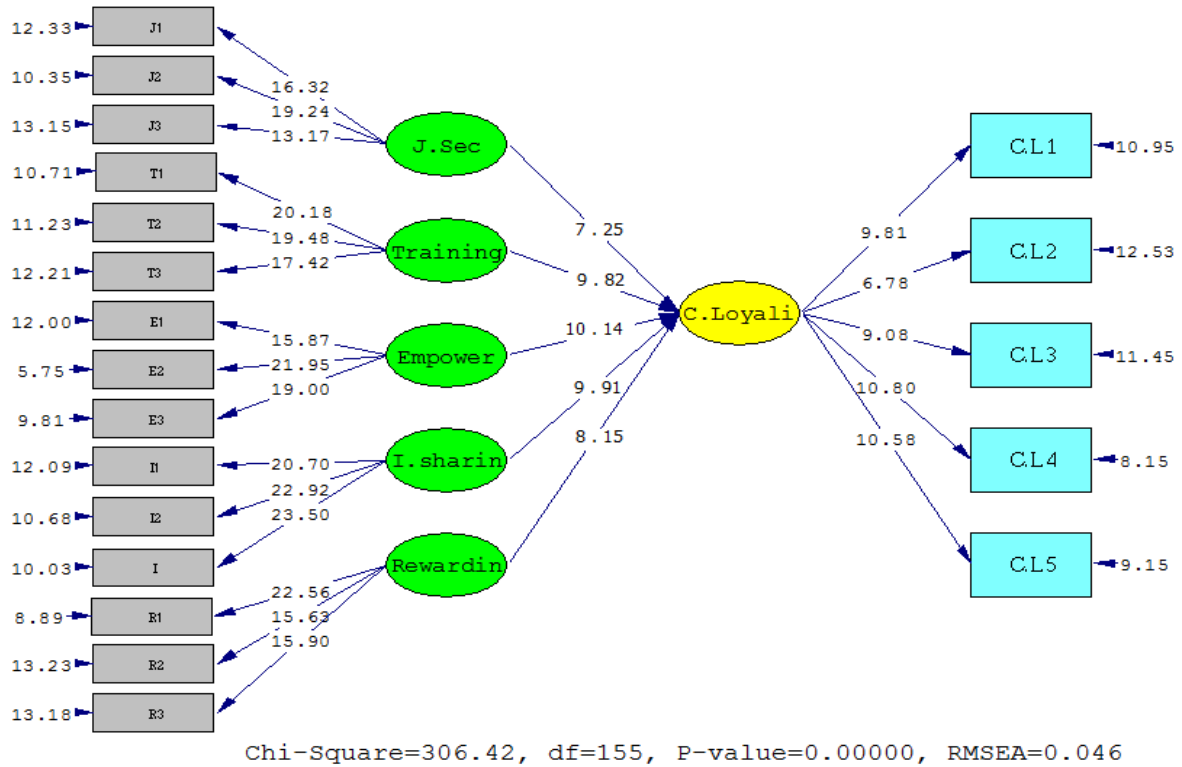 12.33 J1
10.35 J2
13.15 J3
10.71 T1
11.23 T2
12.21 T3
12.00 E1
5.75 E2
9.81 E3
12.09 I1
10.68 I2
10.03 I
8.89 R1
13.23 R2
13.18 R3
16.32
19.24
13.17
20.18
19.48
17.42
15.87
21.95
19.00
20.70
22.92
23.50
22.56
15.63
15.90
J.Sec
Training
Empower
I.sharin
Rewardin
7.25
9.82
10.14
9.91
8.15
C.Loyali
9.81
6.78
9.08
10.80
10.58
C.L1 10.95
C.L2 12.53
C.L3 11.45
C.L4 8.15
C.L5 9.15
Chi-Square=306.42, df=155, P-value=0.00000, RMSEA=0.046